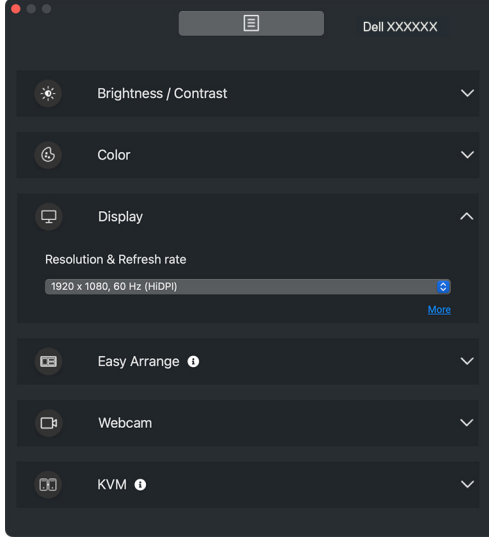 Dell XXXXXX
Brightness / Contrast
Color
Display
Resolution & Refresh rate
1920 x 1080, 60 Hz (HiDPI)
More
Easy Arrange
Webcam
KVM